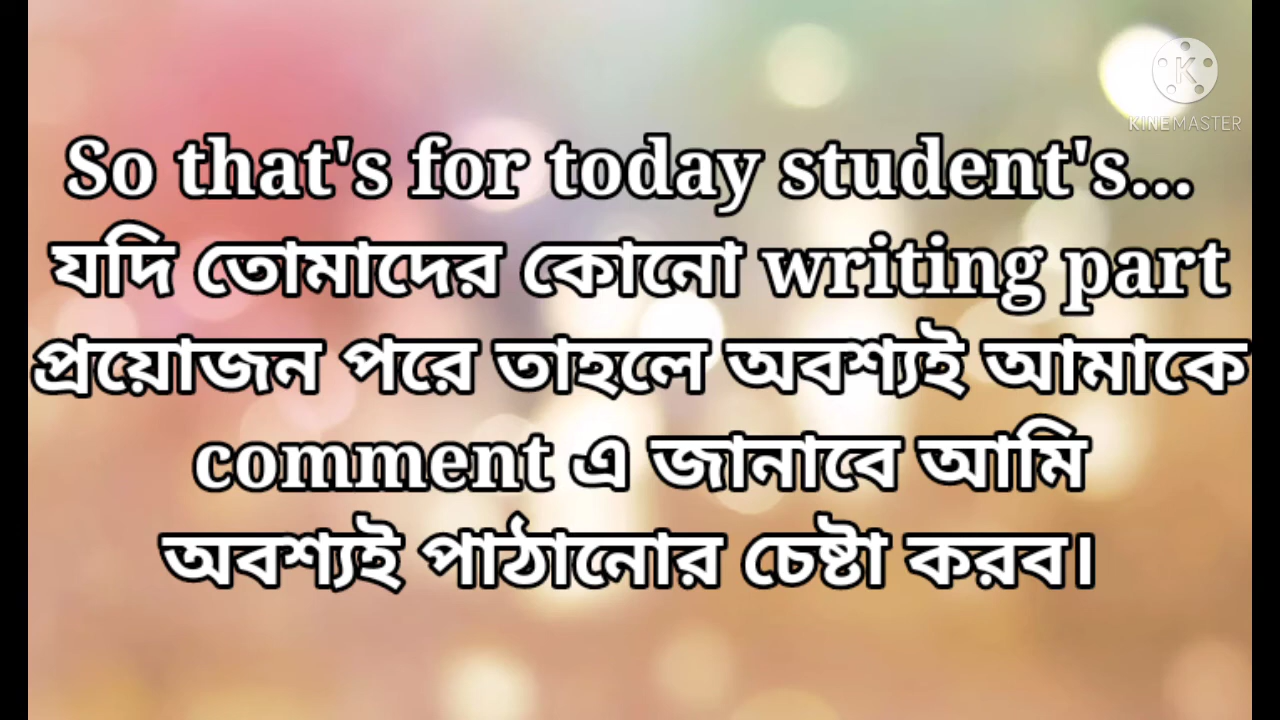 K
KINEMASTER
So that's for today student's...
যদি তোমাদের কোনো writing part
প্রয়োজন পরে তাহলে অবশ্যই আমাকে
comment এ জানাবে আমি
অবশ্যই পাঠানোর চেষ্টা করব।